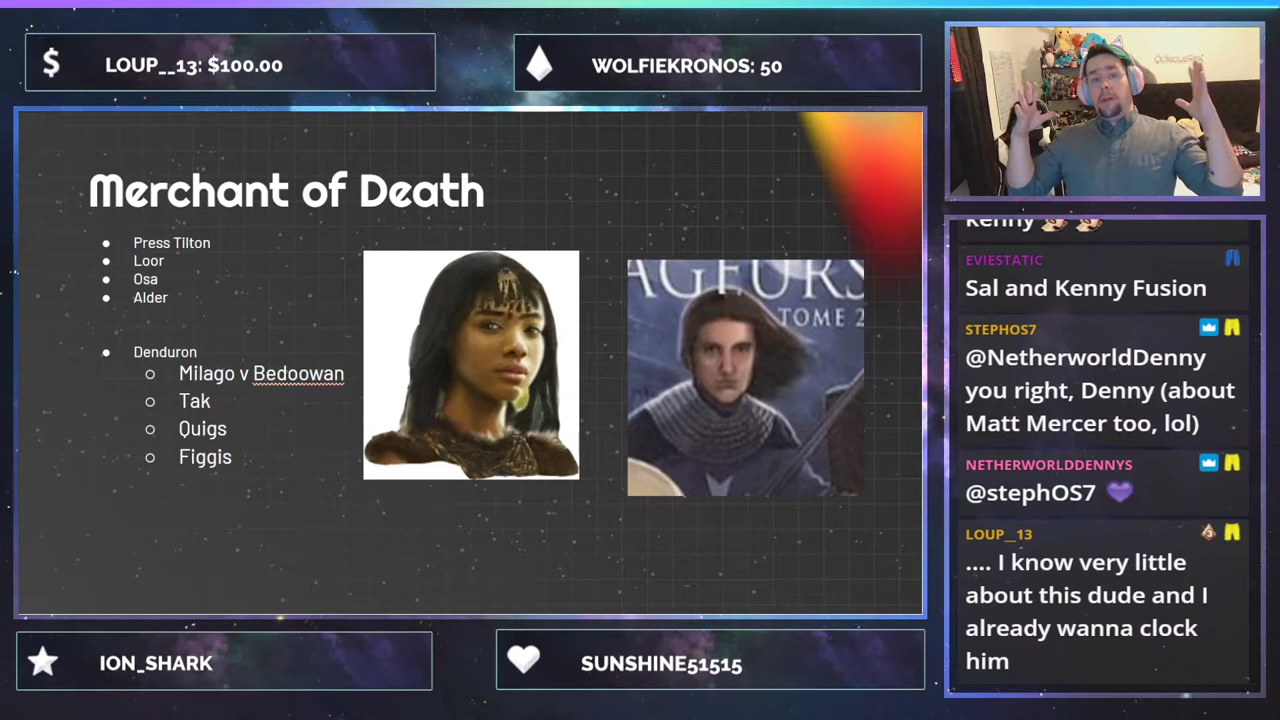 $ LOUP__13: $100.00
WOLFIEKRONOS: 50
Merchant of Death
● Press Tilton
● Loor
● Osa
● Alder
● Denduron
○ Milago v Bedoowan
○ Tak
○ Quigs
○ Figgis
AGEURS
TOME 2
Kenny
EVIESTATIC
Sal and Kenny Fusion
STEPHOS7
@NetherworldDenny
you right, Denny (about
Matt Mercer too, lol)
NETHERWORLDDENNYS
@stephOS7 💜
LOUP__13
.... I know very little
about this dude and I
already wanna clock
him
ION_SHARK
SUNSHINE51515